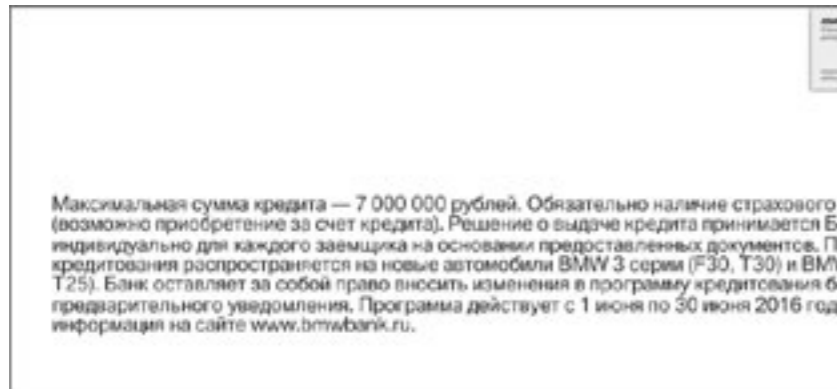 Максимальная сумма кредита — 7 000 000 рублей. Обязательно наличие страхового
(возможно приобретение за счет кредита). Решение о выдаче кредита принимается Б
индивидуально для каждого заемщика на основании предоставленных документов. П
кредитования распространяется на новые автомобили BMW 3 серии (F30, T30) и BMW
T25). Банк оставляет за собой право вносить изменения в программу кредитования б
предварительного уведомления. Программа действует с 1 июня по 30 июня 2016 год
информация на сайте www.bmwbank.ru.